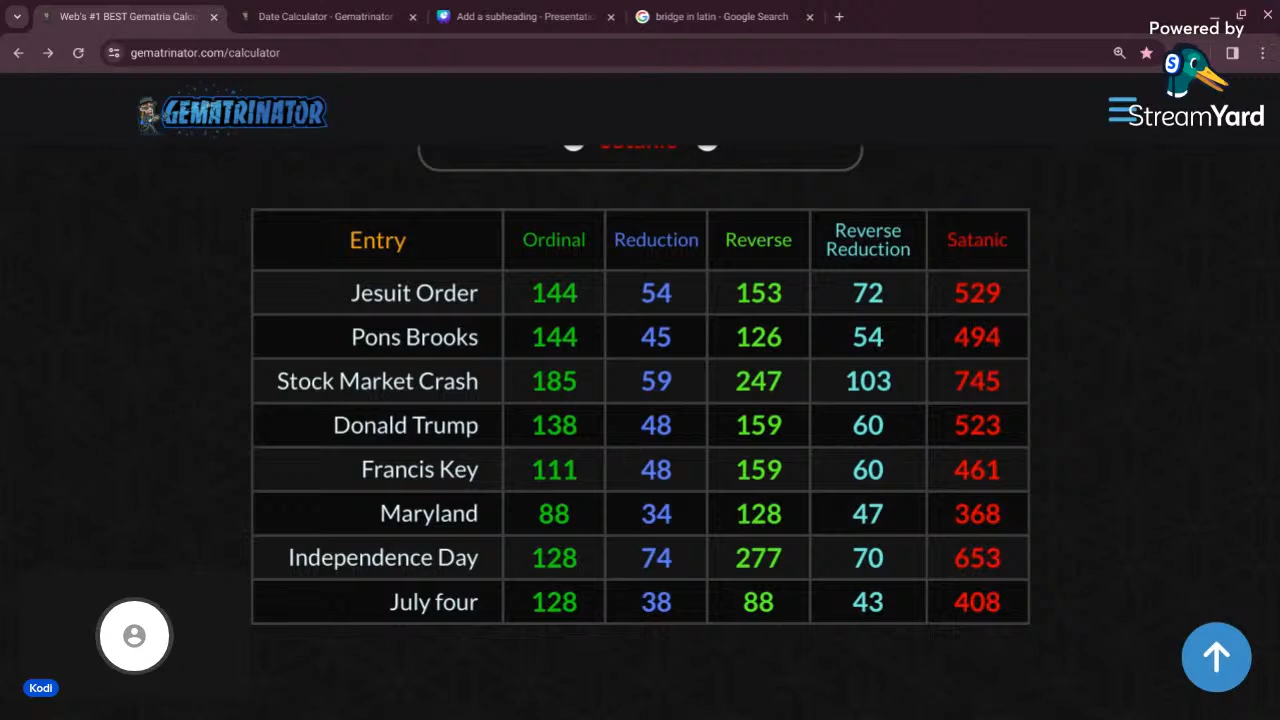 Web's #1 BEST Gematria Calcu
Date Calculator - Gematrinator
Add a subheading - Presentatio
bridge in latin - Google Search
gematrinator.com/calculator
Powered by
StreamYard
GEMATRINATOR
Satanic
Entry Ordinal Reduction Reverse Reverse Reduction Satanic
Jesuit Order 144 54 153 72 529
Pons Brooks 144 45 126 54 494
Stock Market Crash 185 59 247 103 745
Donald Trump 138 48 159 60 523
Francis Key 111 48 159 60 461
Maryland 88 34 128 47 368
Independence Day 128 74 277 70 653
July four 128 38 88 43 408
Kodi